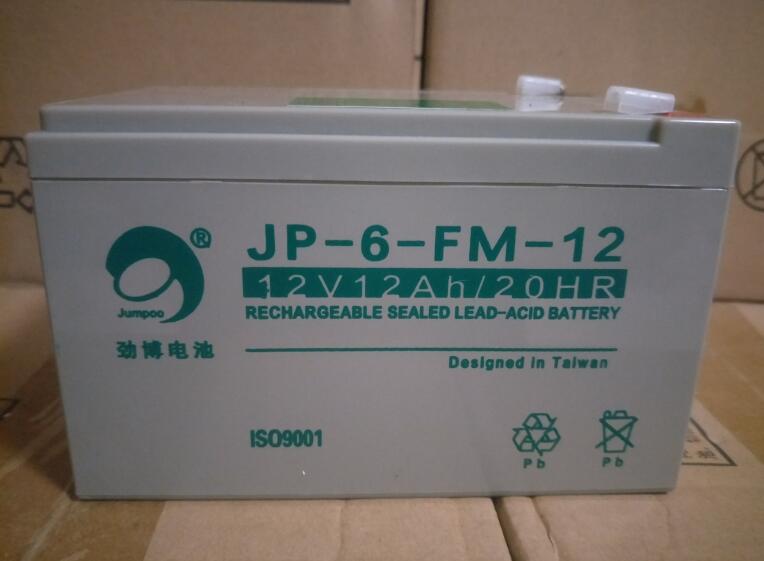 JP-6-FM-12
12V12Ah/20HR
RECHARGEABLE SEALED LEAD-ACID BATTERY
®
Jumpoo
劲博电池
Designed in Taiwan
ISO9001
Pb
Pb